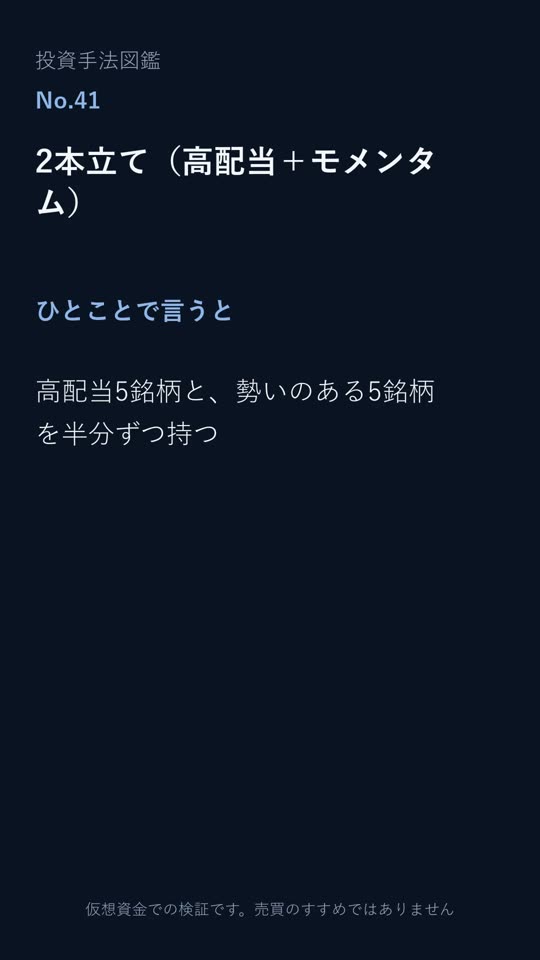 投資手法図鑑
No.41
2本立て（高配当＋モメンタ
ム）
ひとことで言うと
高配当5銘柄と、勢いのある5銘柄
を半分ずつ持つ
仮想資金での検証です。売買のすすめではありません